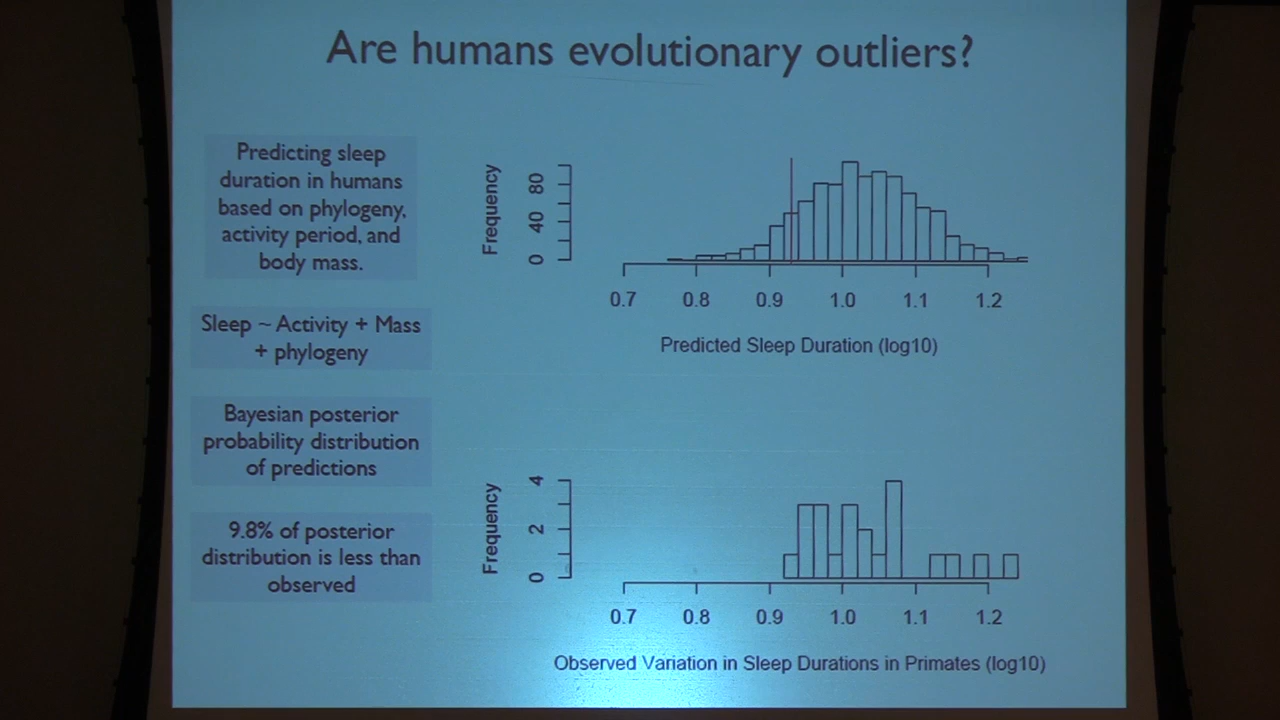 Are humans evolutionary outliers?
Predicting sleep
duration in humans
based on phylogeny,
activity period, and
body mass.
Sleep ~ Activity + Mass
+ phylogeny
Bayesian posterior
probability distribution
of predictions
9.8% of posterior
distribution is less than
observed
Frequency
0 40 80
0.7 0.8 0.9 1.0 1.1 1.2
Predicted Sleep Duration (log10)
Frequency
0 2 4
0.7 0.8 0.9 1.0 1.1 1.2
Observed Variation in Sleep Durations in Primates (log10)